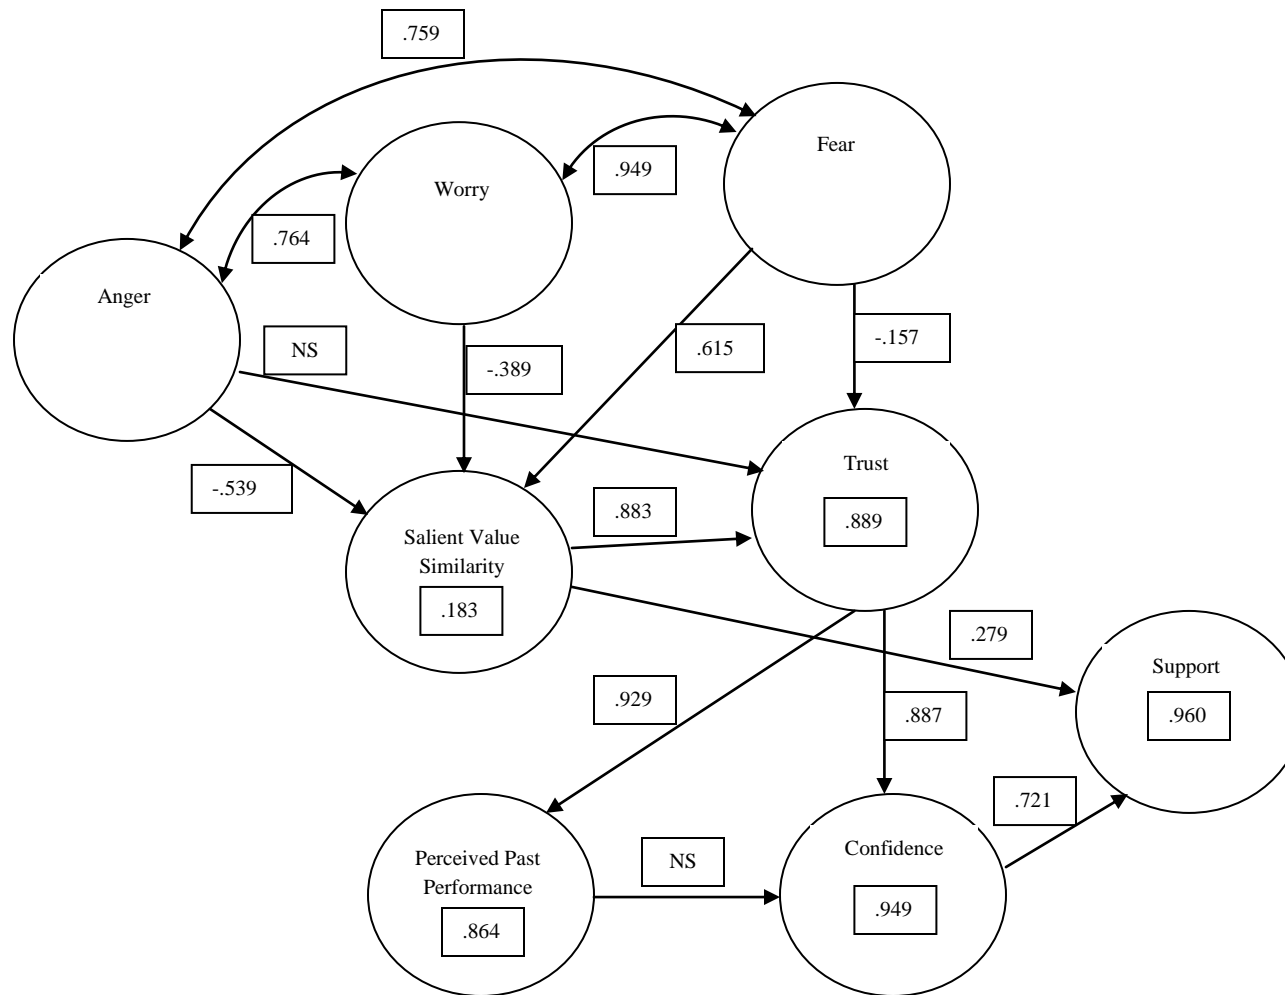 .759
Fear
.949
Worry
.764
Anger
NS
.615
-.157
-.389
Trust
.889
-.539
.883
Salient Value
Similarity
.183
.279
Support
.960
.929
.887
.721
Perceived Past
Performance
.864
NS
Confidence
.949